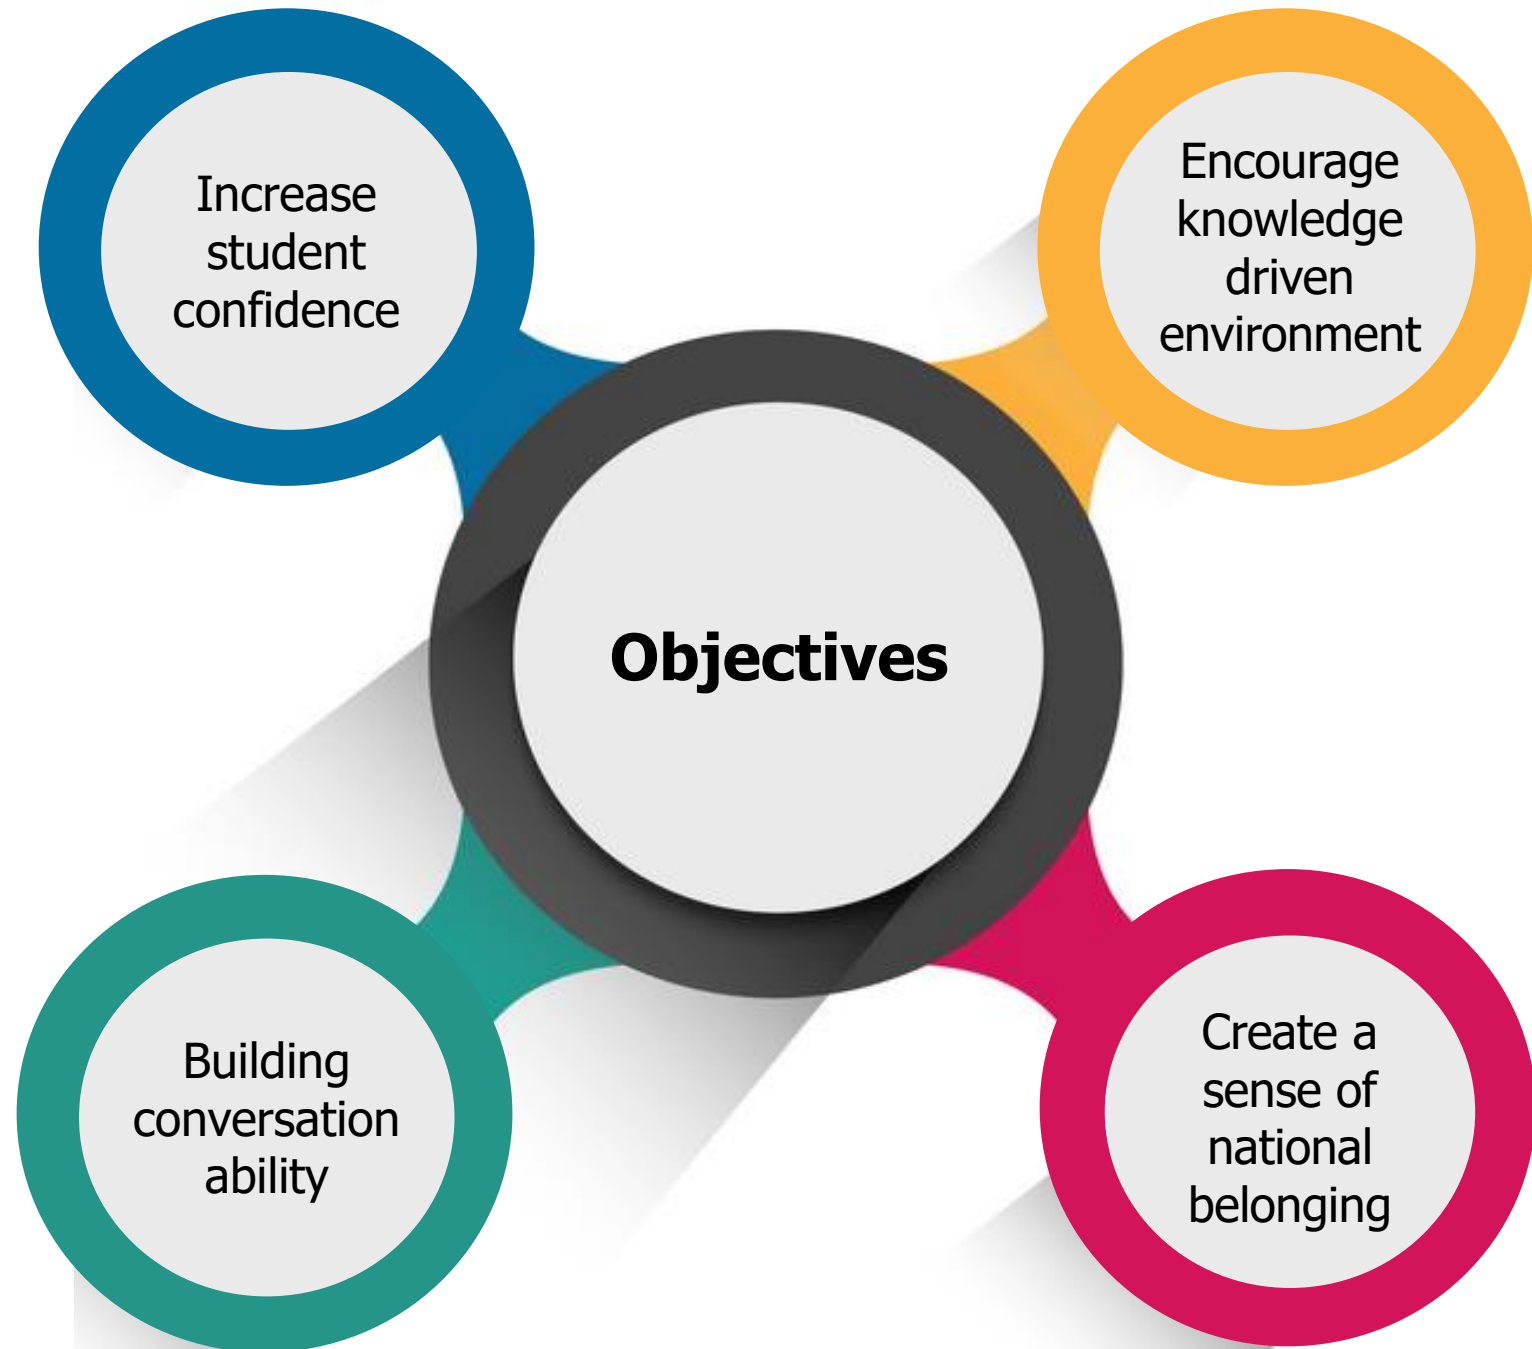 Increase
student
confidence
Encourage
knowledge
driven
environment
Objectives
Building
conversation
ability
Create a
sense of
national
belonging